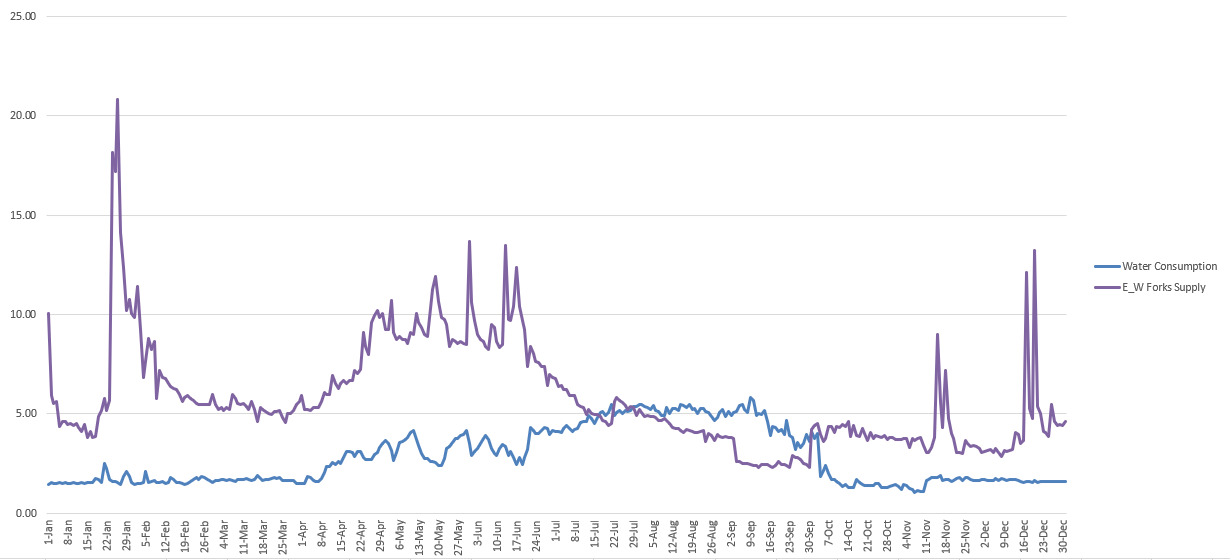 25.00
20.00
15.00
10.00
5.00
0.00
Water Consumption
E_W Forks Supply
1-Jan
8-Jan
15-Jan
22-Jan
29-Jan
5-Feb
12-Feb
19-Feb
26-Feb
4-Mar
11-Mar
18-Mar
25-Mar
1-Apr
8-Apr
15-Apr
22-Apr
29-Apr
6-May
13-May
20-May
27-May
3-Jun
10-Jun
17-Jun
24-Jun
1-Jul
8-Jul
15-Jul
22-Jul
29-Jul
5-Aug
12-Aug
19-Aug
26-Aug
2-Sep
9-Sep
16-Sep
23-Sep
30-Sep
7-Oct
14-Oct
21-Oct
28-Oct
4-Nov
11-Nov
18-Nov
25-Nov
2-Dec
9-Dec
16-Dec
23-Dec
30-Dec